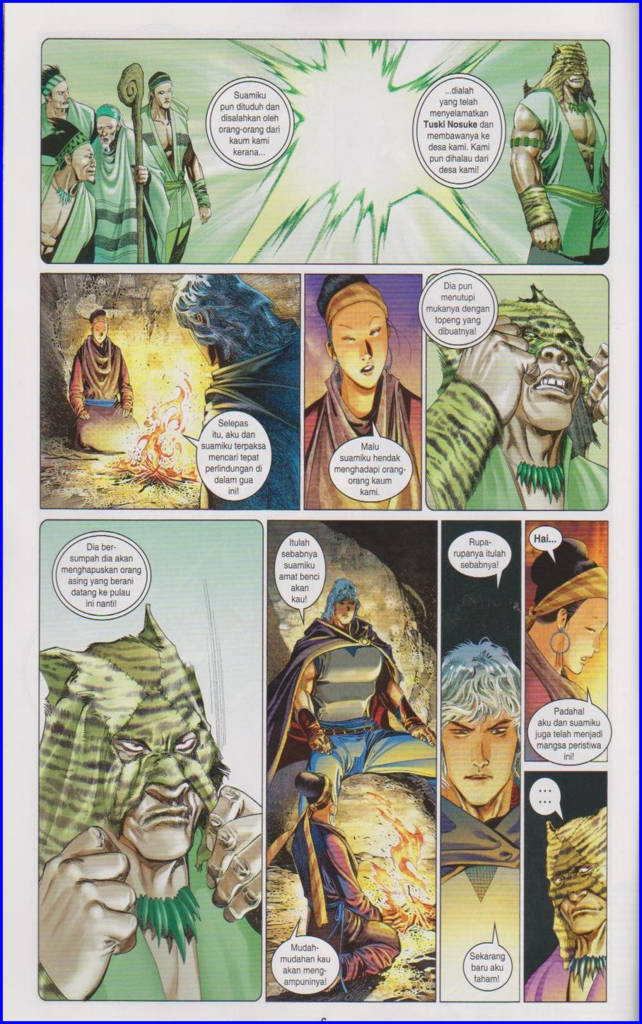 Suamiku
pun dituduh dan
disalahkan oleh
orang-orang dari
kaum kami
kerana...
...dialah
yang telah
menyelamatkan
Tuski Nosuke dan
membawanya ke
desa kami. Kami
pun dihalau dari
desa kami!
Selepas
itu, aku dan
suamiku terpaksa
mencari tepat
perlindungan di
dalam gua
ini!
Malu
suamiku hendak
menghadapi orang-
orang kaum
kami.
Dia pun
menutupi
mukanya dengan
topeng yang
dibuatnya!
Dia ber-
sumpah dia akan
menghapuskan orang
asing yang berani
datang ke pulau
ini nanti!
Itulah
sebabnya
suamiku
amat benci
akan
kau!
Mudah-
mudahan kau
akan meng-
ampuninya!
Rupa-
rupanya itulah
sebabnya!
Sekarang
baru aku
faham!
Hai...
Padahal
aku dan suamiku
juga telah menjadi
mangsa peristiwa
ini!
...
...